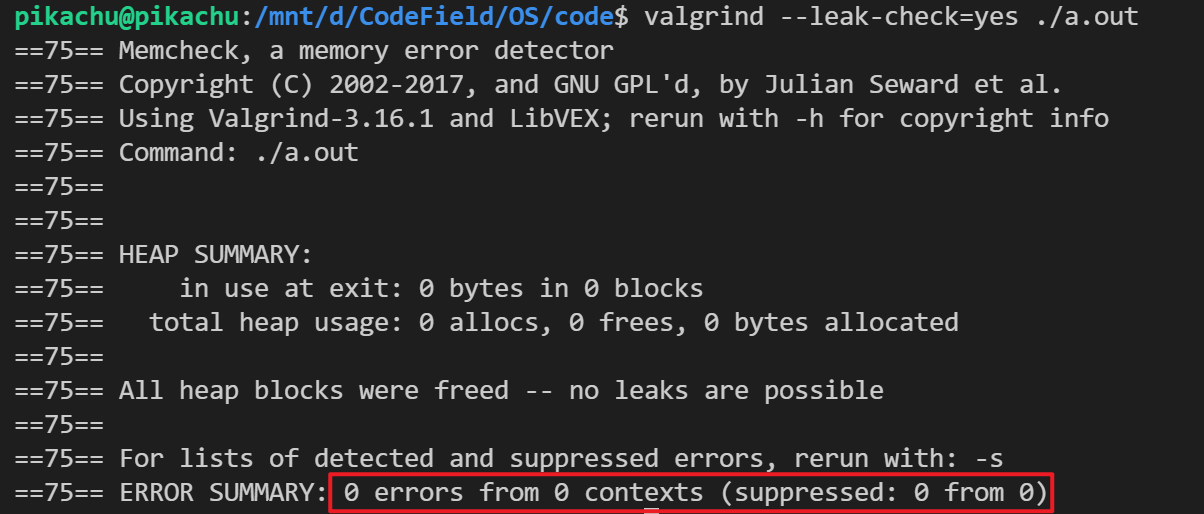 pikachu@pikachu:/mnt/d/CodeField/OS/code$ valgrind --leak-check=yes ./a.out
==75== Memcheck, a memory error detector
==75== Copyright (C) 2002-2017, and GNU GPL'd, by Julian Seward et al.
==75== Using Valgrind-3.16.1 and LibVEX; rerun with -h for copyright info
==75== Command: ./a.out
==75==
==75==
==75== HEAP SUMMARY:
==75==     in use at exit: 0 bytes in 0 blocks
==75==   total heap usage: 0 allocs, 0 frees, 0 bytes allocated
==75==
==75== All heap blocks were freed -- no leaks are possible
==75==
==75== For lists of detected and suppressed errors, rerun with: -s
==75== ERROR SUMMARY: 0 errors from 0 contexts (suppressed: 0 from 0)